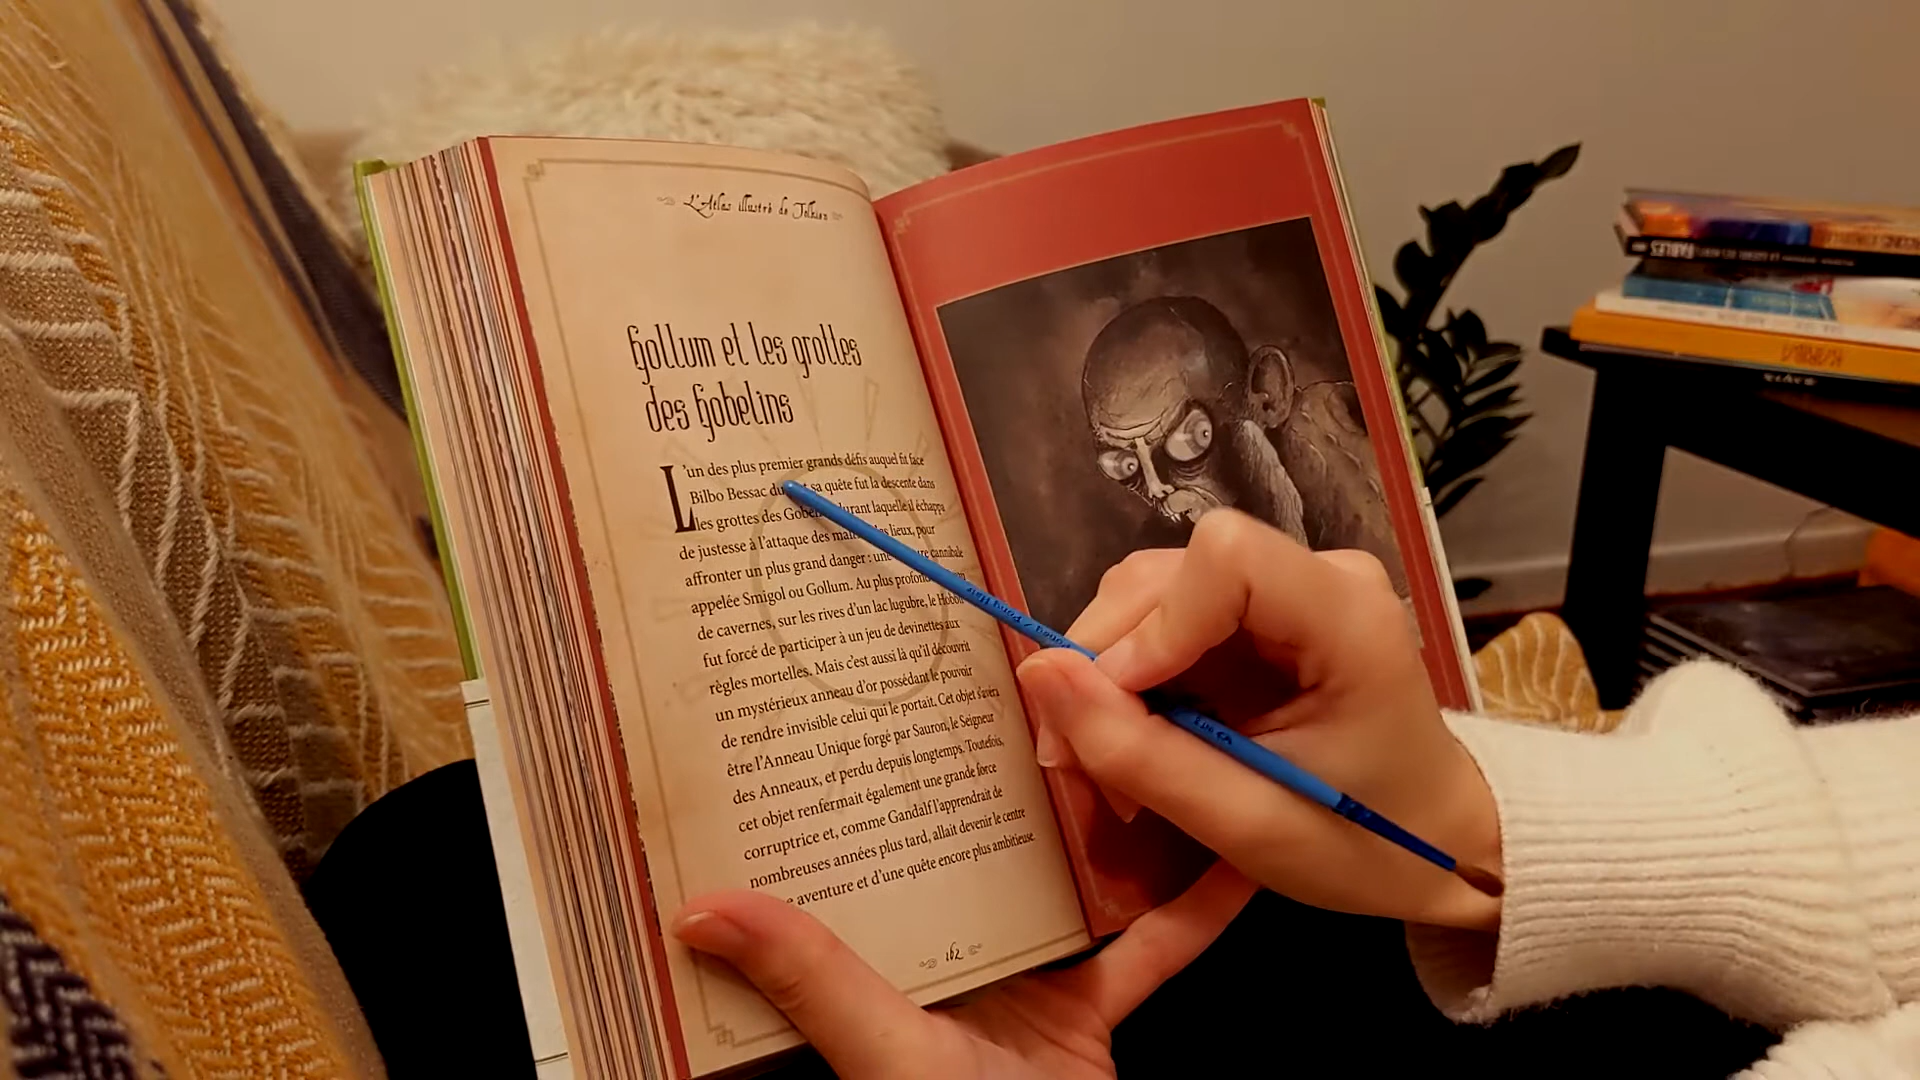 L'Atlas illustré de Tolkien
Gollum et les grottes
des Gobelins
L'un des plus premier grands défis auquel fit face
Bilbo Bessac sa quête fut la descente dans
les grottes des durant laquelle il échappa
de justesse à l'attaque des lieux, pour
affronter un plus grand danger : une cannibale
appelée Smigol ou Gollum. Au plus
de cavernes, sur les rives d'un lac lugubre, le Hobbit
fut forcé de participer à un jeu de devinettes aux
règles mortelles. Mais c'est aussi là qu'il découvrit
un mystérieux anneau d'or possédant le pouvoir
de rendre invisible celui qui le portait. Cet objet s'avéra
être l'Anneau Unique forgé par Sauron, le Seigneur
des Anneaux, et perdu depuis longtemps. Toutefois,
cet objet renfermait également une grande force
corruptrice et, comme Gandalf l'apprendrait de
nombreuses années plus tard, allait devenir le centre
aventure et d'une quête encore plus ambitieuse
162
Pony Hair
FABLES